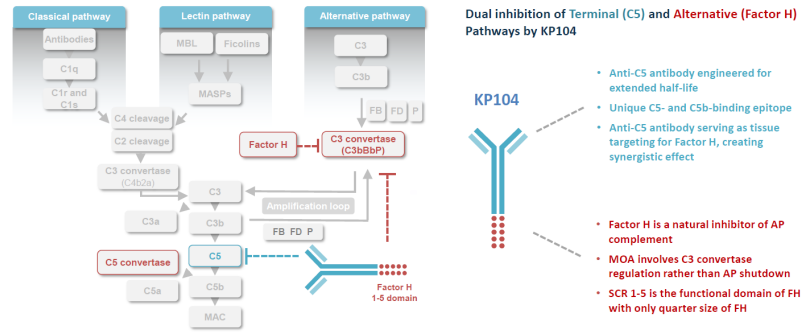 Classical pathway
Lectin pathway
Alternative pathway
Antibodies
C1q
C1r and
C1s
MBL
Ficolins
MASPs
C3
C3b
FB
FD
P
C4 cleavage
C2 cleavage
C3 convertase
(C4b2a)
Factor H
C3 convertase
(C3bBbP)
C3
Amplification loop
C3a
C3b
FB FD P
C5 convertase
C5
C5a
C5b
MAC
Factor H
1-5 domain
Dual inhibition of Terminal (C5) and Alternative (Factor H)
Pathways by KP104
KP104
• Anti-C5 antibody engineered for
extended half-life
• Unique C5- and C5b-binding epitope
• Anti-C5 antibody serving as tissue
targeting for Factor H, creating
synergistic effect
• Factor H is a natural inhibitor of AP
complement
• MOA involves C3 convertase
regulation rather than AP shutdown
• SCR 1-5 is the functional domain of FH
with only quarter size of FH